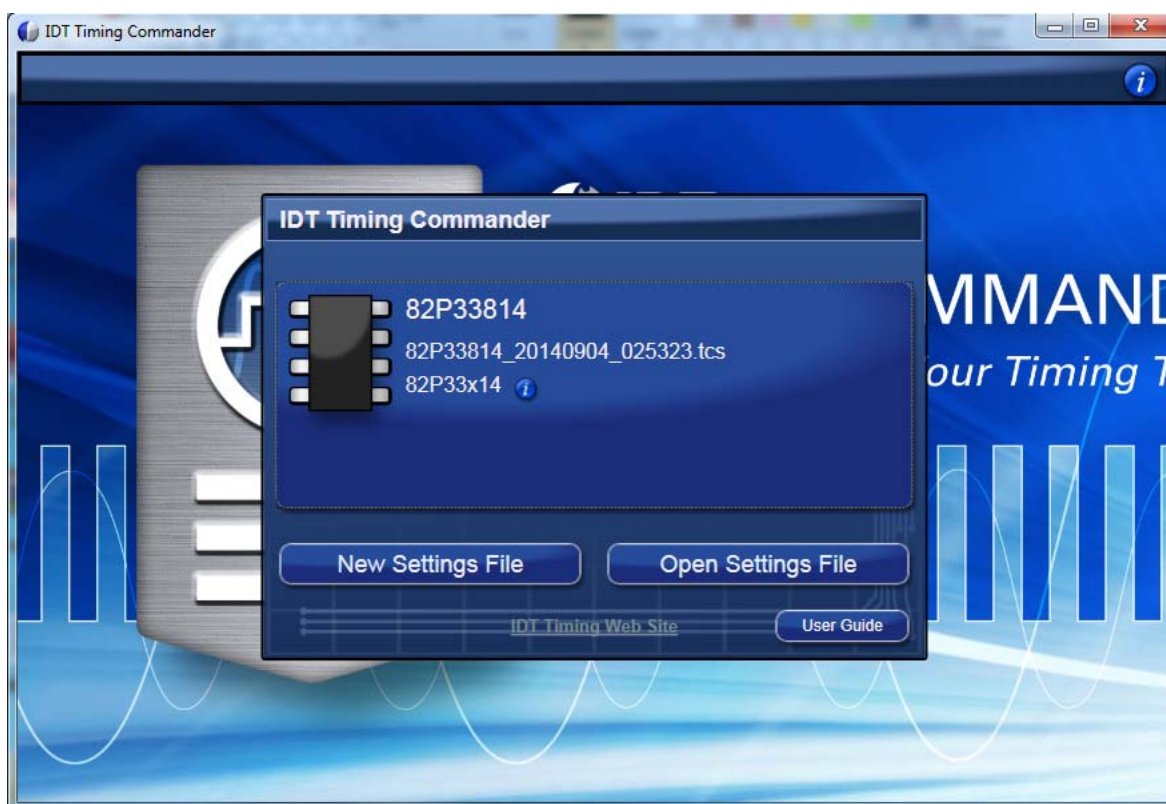 IDT Timing Commander
i
IDT Timing Commander
82P33814
82P33814_20140904_025323.tcs
82P33x14 i
MMAND
our Timing T
New Settings File
Open Settings File
IDT Timing Web Site
User Guide